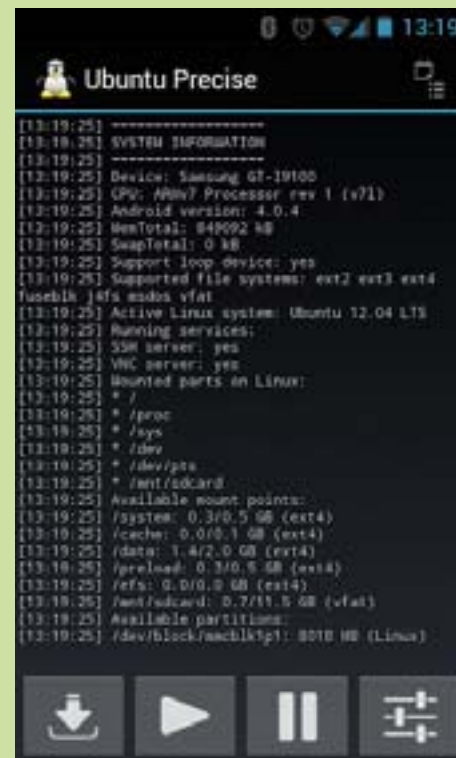 13:19
Ubuntu Precise
[13:19:25] -------------------
[13:19:25] SYSTEM INFORMATION
[13:19:25] -------------------
[13:19:25] Device: Samsung GT-I9100
[13:19:25] CPU: ARMv7 Processor rev 1 (v7l)
[13:19:25] Android version: 4.0.4
[13:19:25] MemTotal: 849092 kB
[13:19:25] SwapTotal: 0 kB
[13:19:25] Support loop device: yes
[13:19:25] Supported file systems: ext2 ext3 ext4
fuseblk j4fs msdos vfat
[13:19:25] Active Linux system: Ubuntu 12.04 LTS
[13:19:25] Running services:
[13:19:25] SSH server: yes
[13:19:25] VNC server: yes
[13:19:25] Mounted parts on Linux:
[13:19:25] * /
[13:19:25] * /proc
[13:19:25] * /sys
[13:19:25] * /dev
[13:19:25] * /dev/pts
[13:19:25] * /mnt/sdcard
[13:19:25] Available mount points:
[13:19:25] /system: 0.3/0.5 GB (ext4)
[13:19:25] /cache: 0.0/0.1 GB (ext4)
[13:19:25] /data: 1.4/2.0 GB (ext4)
[13:19:25] /preload: 0.3/0.5 GB (ext4)
[13:19:25] /efs: 0.0/0.0 GB (ext4)
[13:19:25] /mnt/sdcard: 0.7/11.5 GB (vfat)
[13:19:25] Available partitions:
[13:19:25] /dev/block/mmcblk1p1: 8010 MB (Linux)